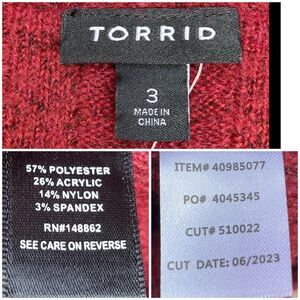 TORRID
3
MADE IN
CHINA
57% POLYESTER
26% ACRYLIC
14% NYLON
3% SPANDEX
RN#148862
SEE CARE ON REVERSE
ITEM# 40985077
PO# 4045345
CUT# 510022
CUT DATE: 06/2023